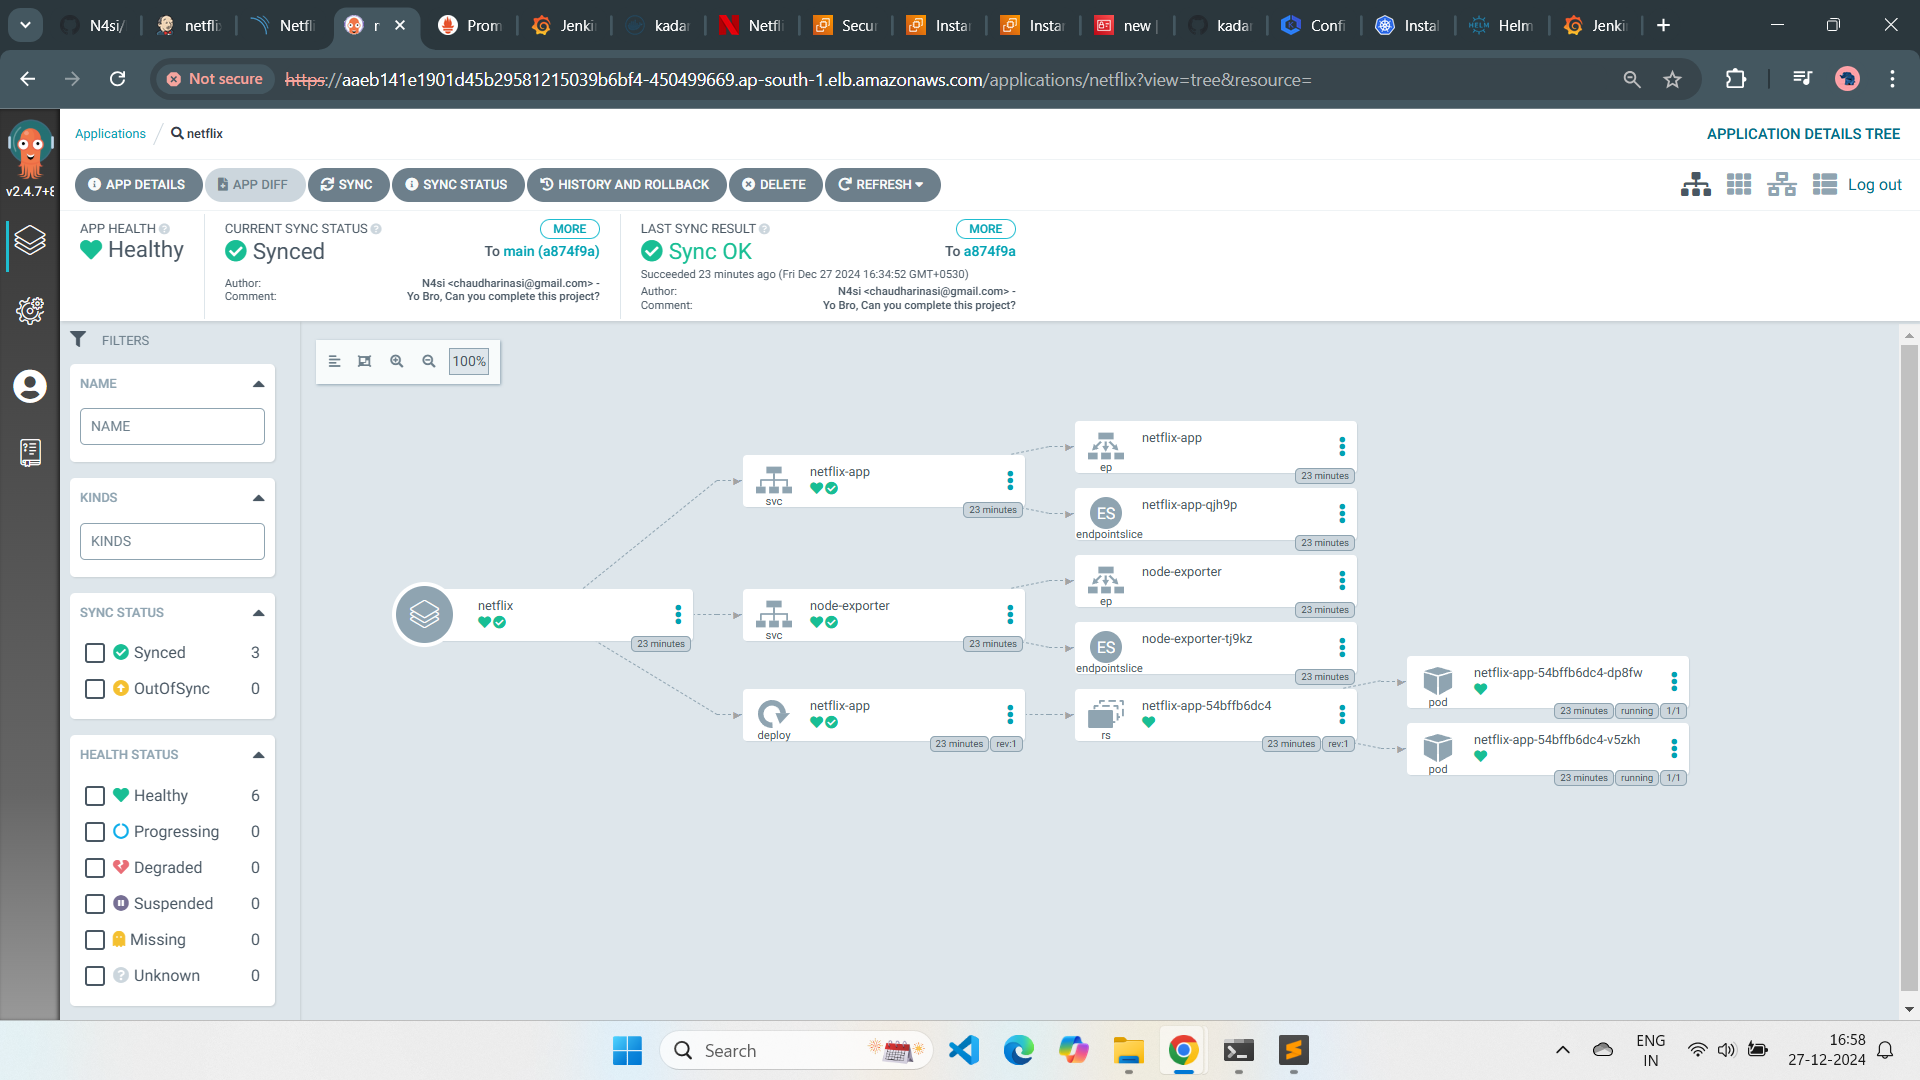 N4si/
netflix
Netfli
r
Prom
Jenki
kadar
Netfli
Secur
Instan
Instan
new |
kadar
Confi
Instal
Helm
Jenkin
Not secure
https://aaeb141e1901d45b29581215039b6bf4-450499669.ap-south-1.elb.amazonaws.com/applications/netflix?view=tree&resource=
v2.4.7+8
Applications / netflix
APPLICATION DETAILS TREE
APP DETAILS
APP DIFF
SYNC
SYNC STATUS
HISTORY AND ROLLBACK
DELETE
REFRESH
Log out
APP HEALTH
Healthy
CURRENT SYNC STATUS
MORE
Synced
To main (a874f9a)
Author: N4si <chaudharinasi@gmail.com> -
Comment: Yo Bro, Can you complete this project?
LAST SYNC RESULT
MORE
Sync OK
To a874f9a
Succeeded 23 minutes ago (Fri Dec 27 2024 16:34:52 GMT+0530)
Author: N4si <chaudharinasi@gmail.com> -
Comment: Yo Bro, Can you complete this project?
FILTERS
NAME
NAME
KINDS
KINDS
SYNC STATUS
Synced 3
OutOfSync 0
HEALTH STATUS
Healthy 6
Progressing 0
Degraded 0
Suspended 0
Missing 0
Unknown 0
100%
netflix
23 minutes
netflix-app
svc
23 minutes
node-exporter
svc
23 minutes
netflix-app
deploy
23 minutes rev:1
netflix-app
ep
23 minutes
ES
netflix-app-qjh9p
endpointslice
23 minutes
node-exporter
ep
23 minutes
ES
node-exporter-tj9kz
endpointslice
23 minutes
netflix-app-54bffb6dc4
rs
23 minutes rev:1
netflix-app-54bffb6dc4-dp8fw
pod
23 minutes running 1/1
netflix-app-54bffb6dc4-v5zkh
pod
23 minutes running 1/1
Search
ENG
IN
16:58
27-12-2024